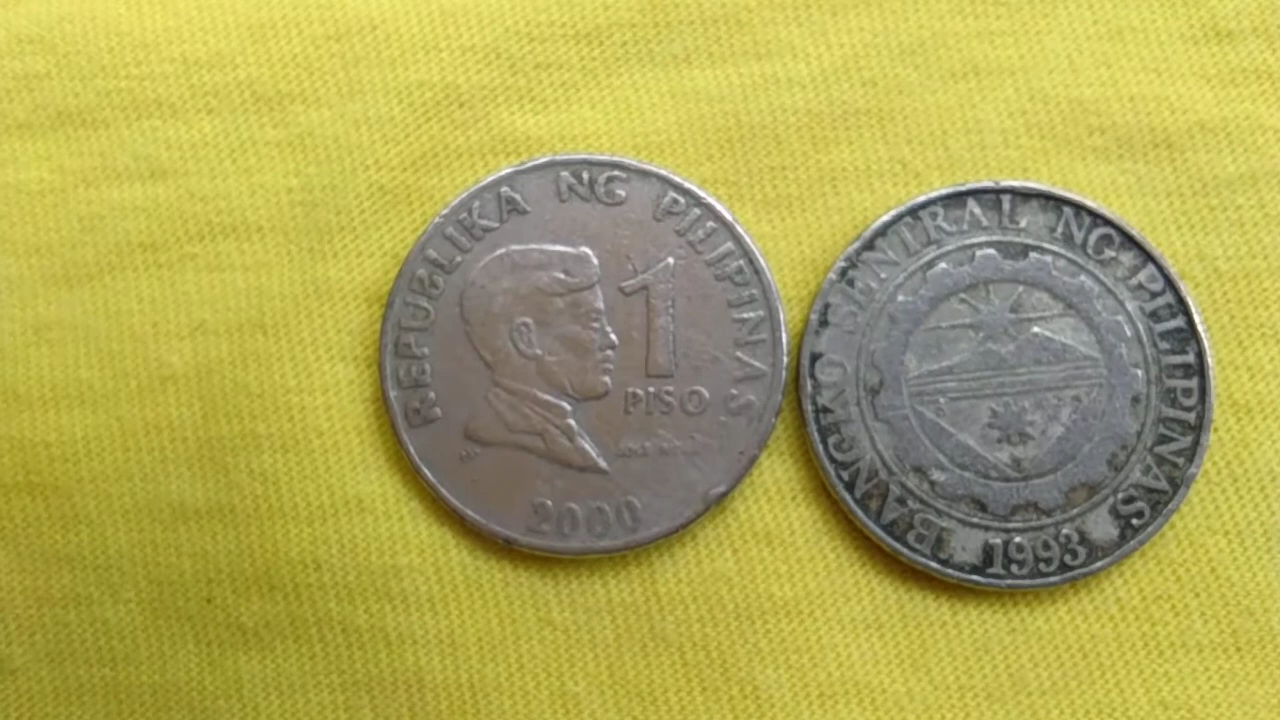 REPUBLIKA NG PILIPINAS
1
PISO
2000
BANGKO SENTRAL NG PILIPINAS
1993